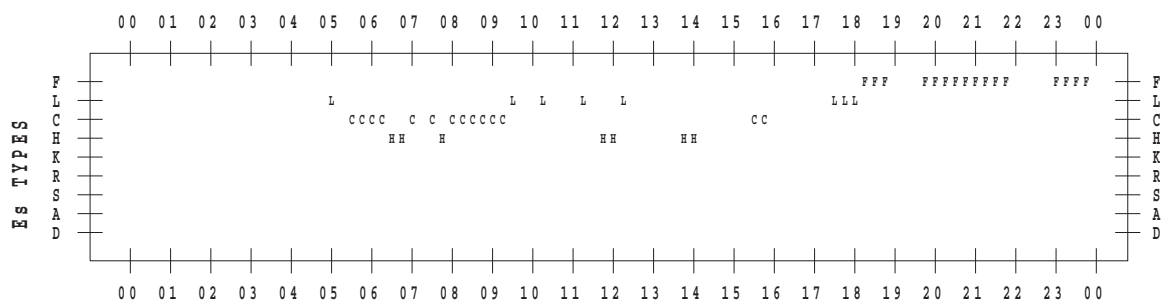 00 01 02 03 04 05 06 07 08 09 10 11 12 13 14 15 16 17 18 19 20 21 22 23 00
F FFF FFFFFFFFF FFFF F
L L L L L L LLL L
C CCCC C C CCCCCC CC C
H HH H HH HH H
K K
R R
S S
A A
D D
Es TYPES
00 01 02 03 04 05 06 07 08 09 10 11 12 13 14 15 16 17 18 19 20 21 22 23 00